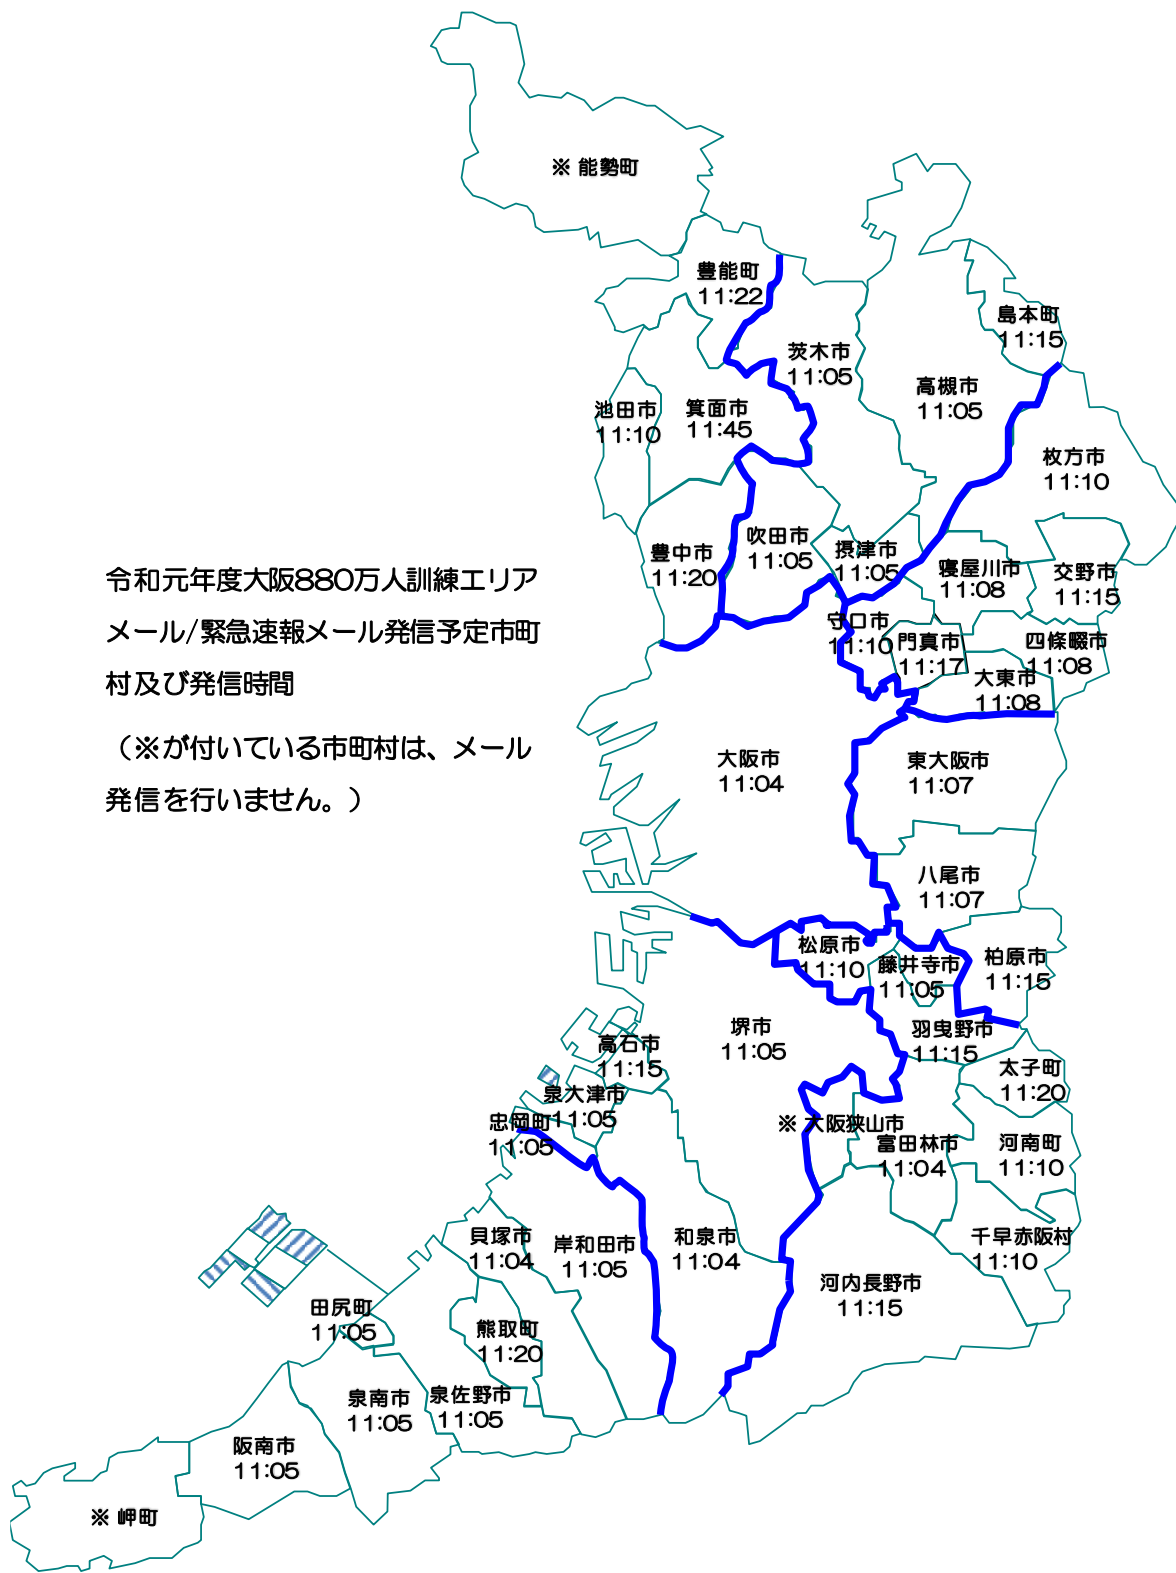 ※ 能勢町
豊能町
11:22
島本町
11:15
茨木市
11:05
高槻市
11:05
池田市
11:10
箕面市
11:45
枚方市
11:10
豊中市
11:20
吹田市
11:05
摂津市
11:05
寝屋川市
11:08
交野市
11:15
令和元年度大阪880万人訓練エリア
メール/緊急速報メール発信予定市町
村及び発信時間
（※が付いている市町村は、メール
発信を行いません。）
守口市
11:10
門真市
11:17
四條畷市
11:08
大東市
11:08
大阪市
11:04
東大阪市
11:07
八尾市
11:07
松原市
11:10
藤井寺市
11:05
柏原市
11:15
堺市
11:05
羽曳野市
11:15
高石市
11:15
太子町
11:20
泉大津市
11:05
忠岡町
11:05
※ 大阪狭山市
富田林市
11:04
河南町
11:10
貝塚市
11:04
岸和田市
11:05
和泉市
11:04
千早赤阪村
11:10
河内長野市
11:15
田尻町
11:05
熊取町
11:20
泉南市
11:05
泉佐野市
11:05
阪南市
11:05
※ 岬町